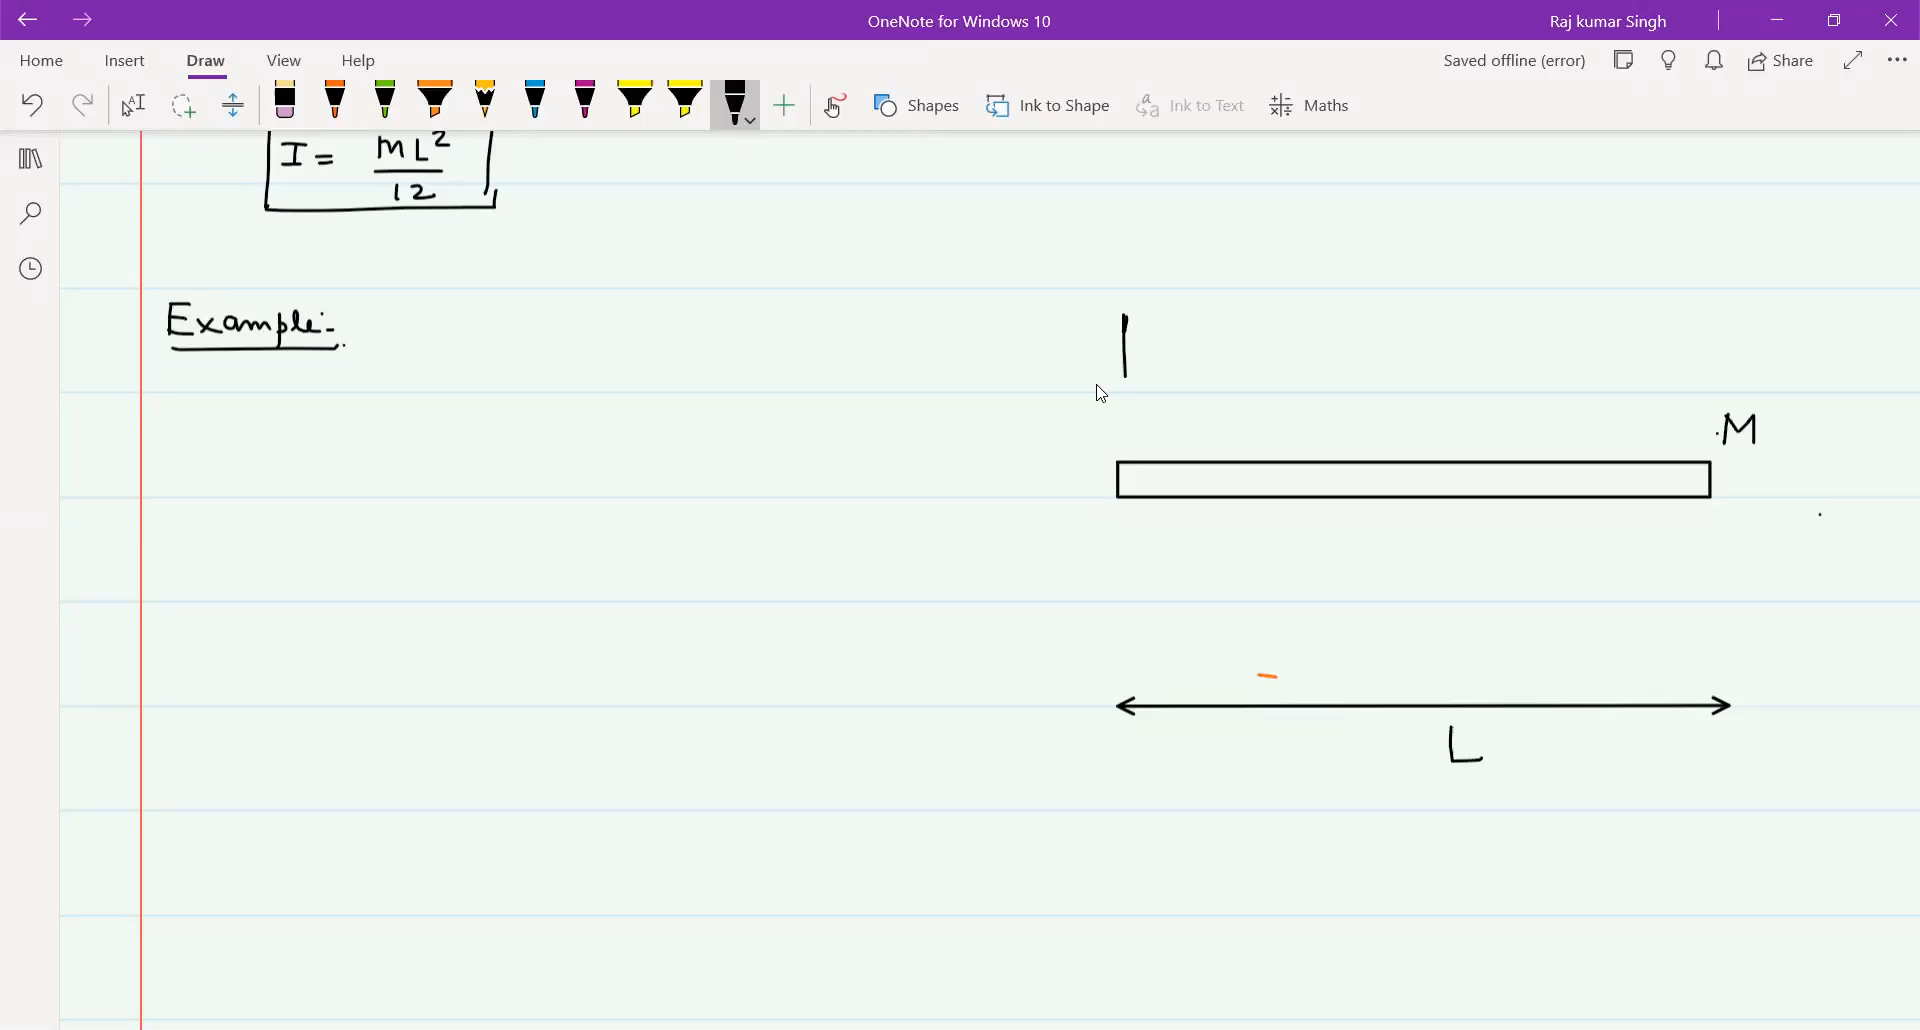 OneNote for Windows 10
Raj kumar Singh
Home Insert Draw View Help
Saved offline (error) Share
Shapes Ink to Shape Ink to Text Maths
I = ML²/12
Example:-
M
L